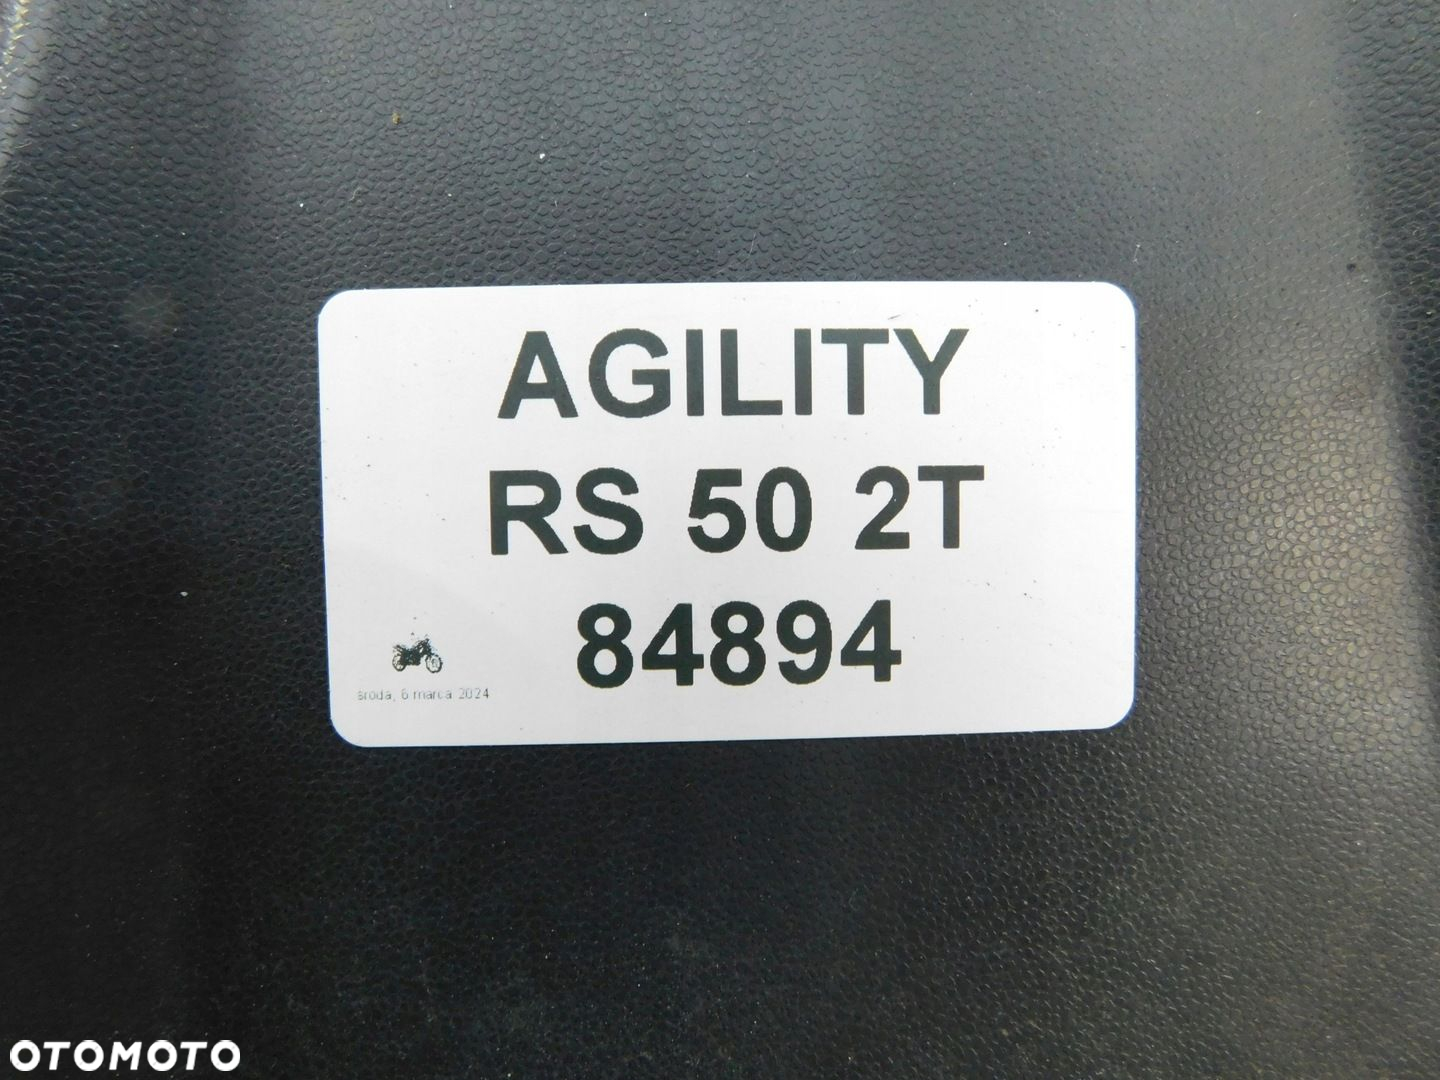 AGILITY
RS 50 2T
84894
środa, 6 marca 2024
OTOMOTO